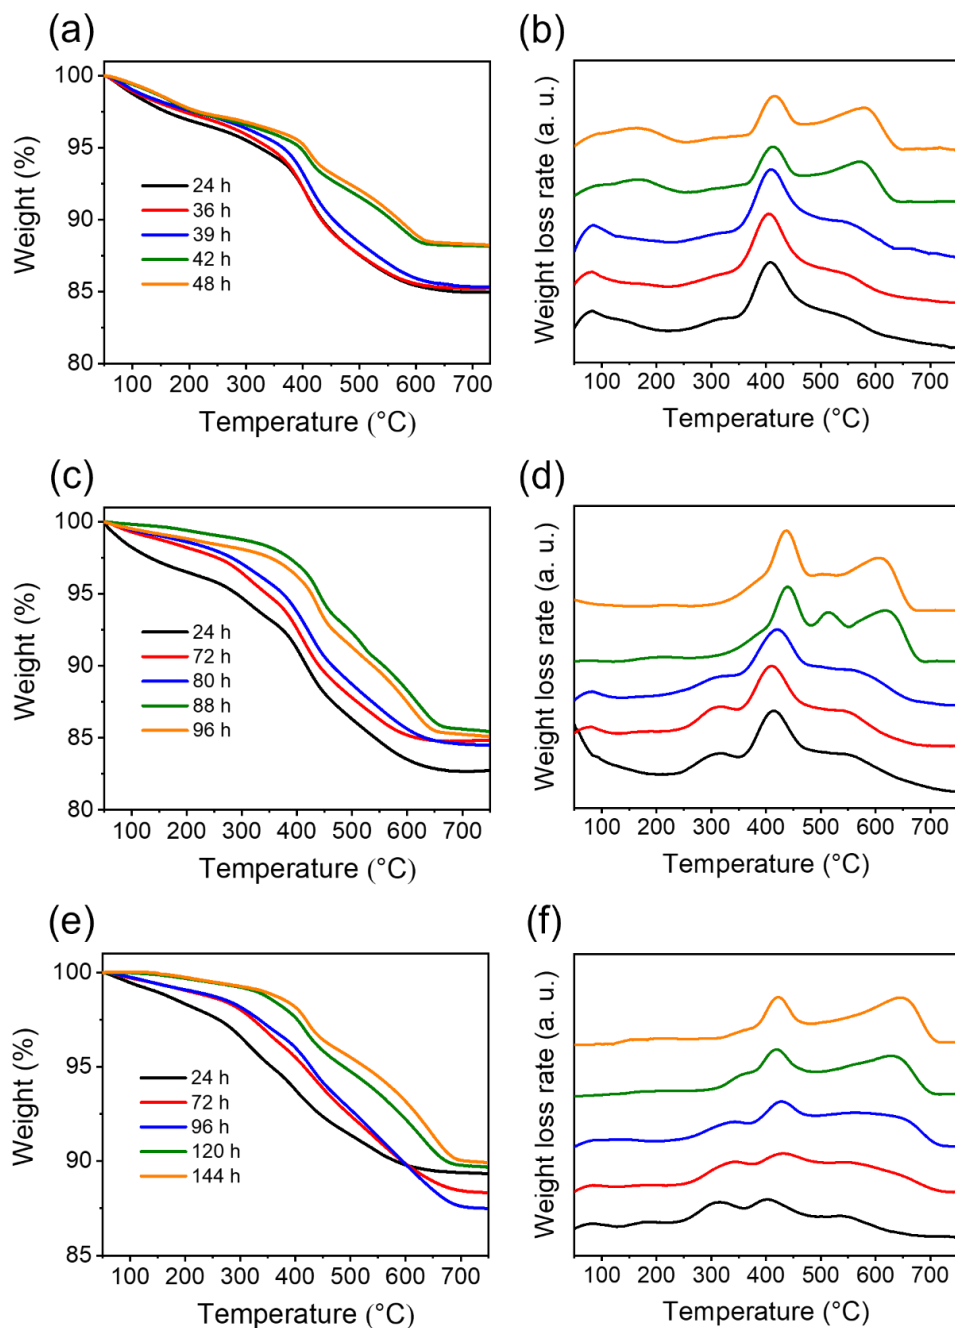 (a)
100
95
90
85
80
Weight (%)
24 h
36 h
39 h
42 h
48 h
100 200 300 400 500 600 700
Temperature (°C)
(b)
Weight loss rate (a. u.)
100 200 300 400 500 600 700
Temperature (°C)
(c)
100
95
90
85
80
Weight (%)
24 h
72 h
80 h
88 h
96 h
100 200 300 400 500 600 700
Temperature (°C)
(d)
Weight loss rate (a. u.)
100 200 300 400 500 600 700
Temperature (°C)
(e)
100
95
90
85
Weight (%)
24 h
72 h
96 h
120 h
144 h
100 200 300 400 500 600 700
Temperature (°C)
(f)
Weight loss rate (a. u.)
100 200 300 400 500 600 700
Temperature (°C)